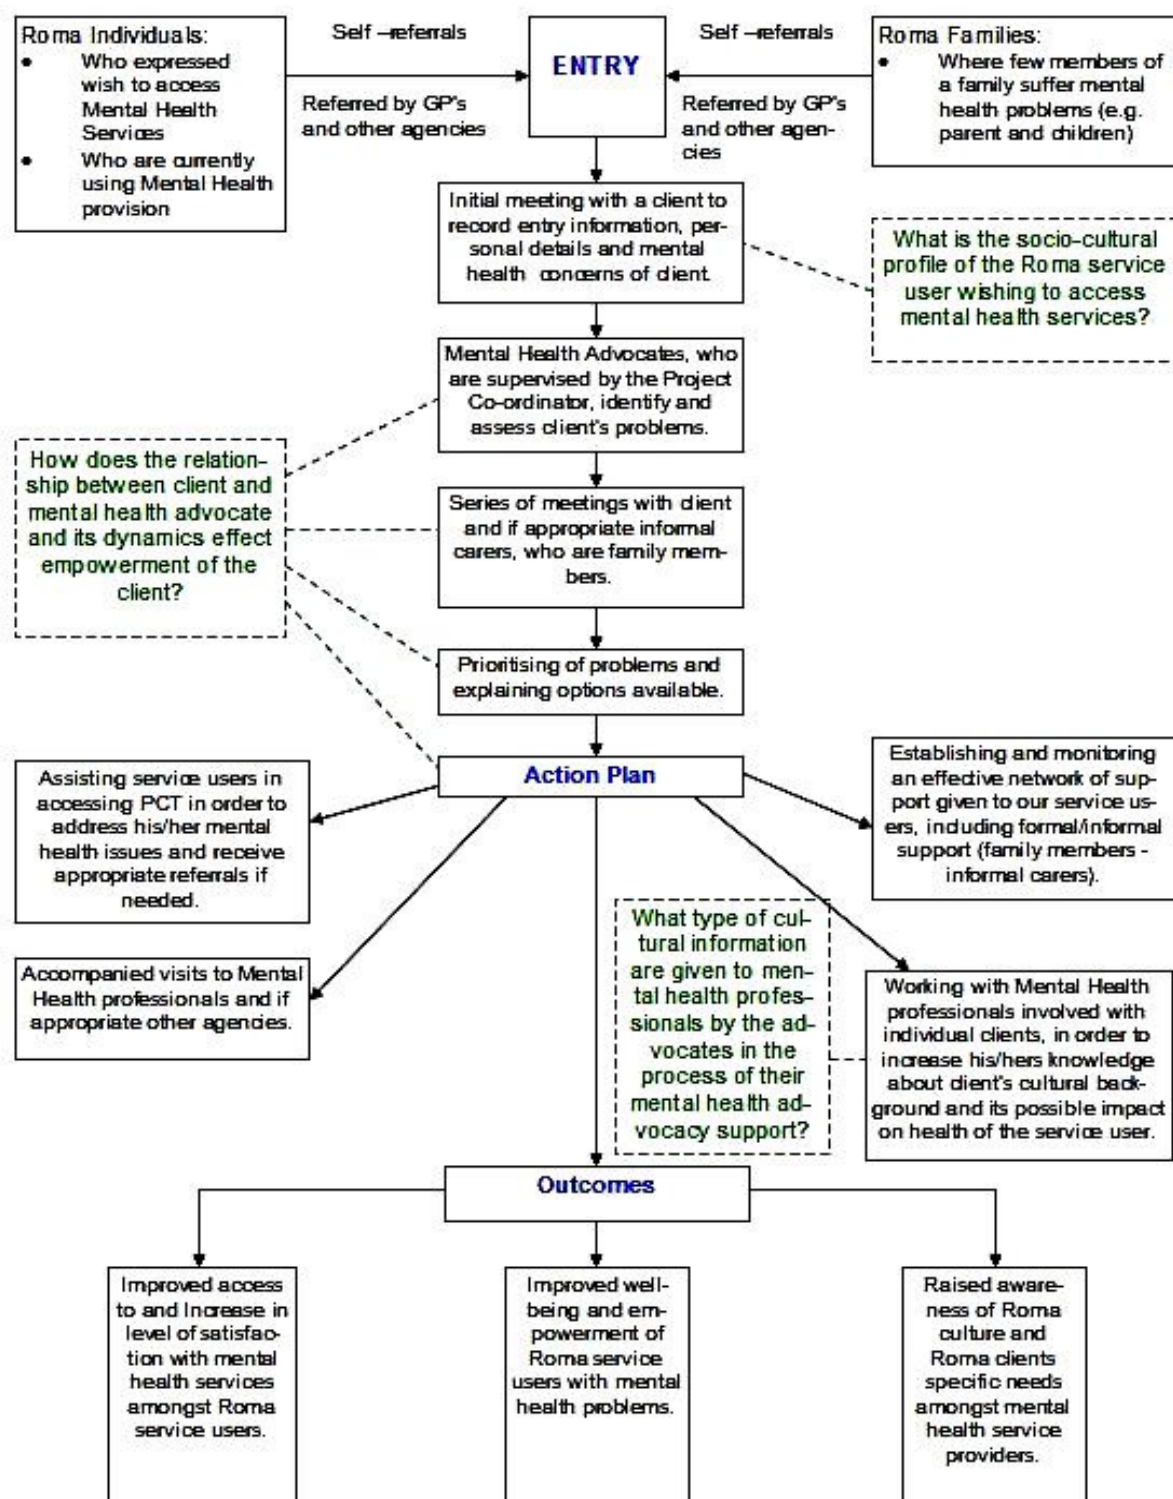 Roma Individuals:
• Who expressed
wish to access
Mental Health
Services
• Who are currently
using Mental Health
provision
Self –referrals
Referred by GP's
and other agencies
ENTRY
Self –referrals
Referred by GP's
and other agen-
cies
Roma Families:
• Where few members of
a family suffer mental
health problems (e.g.
parent and children)
Initial meeting with a client to
record entry information, per-
sonal details and mental
health concerns of client.
What is the socio-cultural
profile of the Roma service
user wishing to access
mental health services?
Mental Health Advocates, who
are supervised by the Project
Co-ordinator, identify and
assess client's problems.
How does the relation-
ship between client and
mental health advocate
and its dynamics effect
empowerment of the
client?
Series of meetings with client
and if appropriate informal
carers, who are family mem-
bers.
Prioritising of problems and
explaining options available.
Action Plan
Assisting service users in
accessing PCT in order to
address his/her mental
health issues and receive
appropriate referrals if
needed.
Establishing and monitoring
an effective network of sup-
port given to our service us-
ers, including formal/informal
support (family members -
informal carers).
Accompanied visits to Mental
Health professionals and if
appropriate other agencies.
What type of cul-
tural information
are given to men-
tal health profes-
sionals by the ad-
vocates in the
process of their
mental health ad-
vocacy support?
Working with Mental Health
professionals involved with
individual clients, in order to
increase his/hers knowledge
about client's cultural back-
ground and its possible impact
on health of the service user.
Outcomes
Improved access
to and Increase in
level of satisfac-
tion with mental
health services
amongst Roma
service users.
Improved well-
being and em-
powerment of
Roma service
users with mental
health problems.
Raised aware-
ness of Roma
culture and
Roma clients
specific needs
amongst mental
health service
providers.